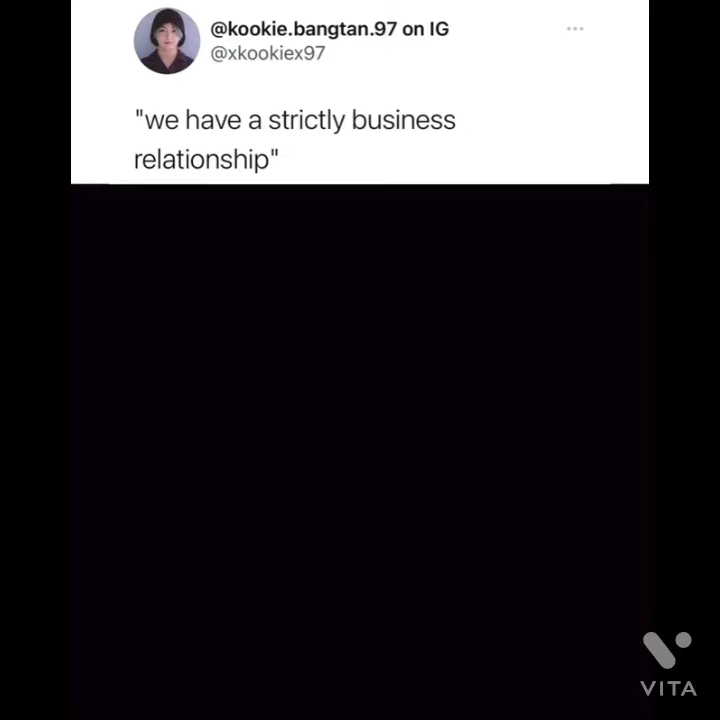 @kookie.bangtan.97 on IG
@xkookiex97
"we have a strictly business
relationship"
VITA